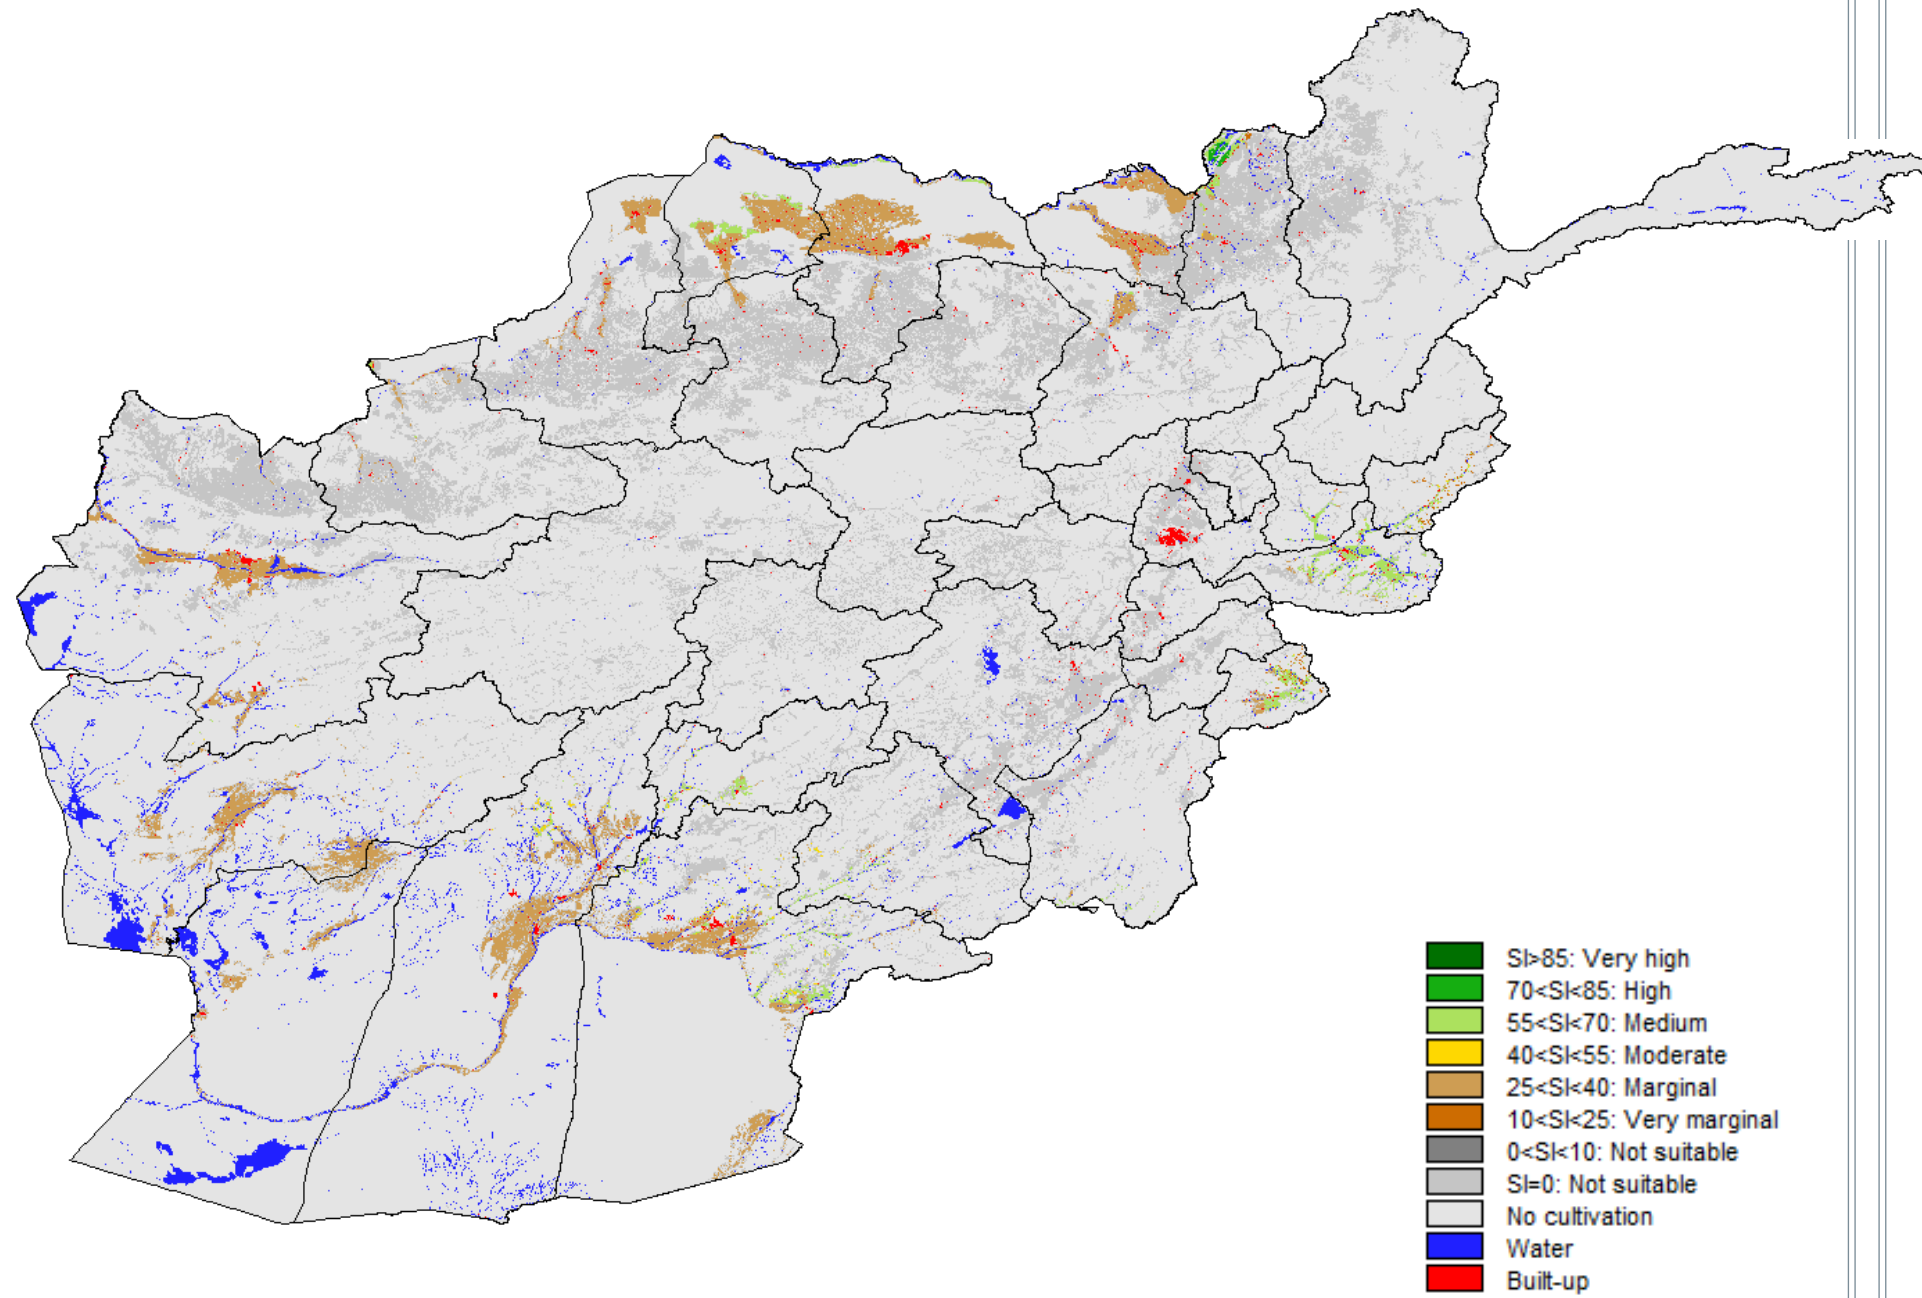 SI>85: Very high
70<SI<85: High
55<SI<70: Medium
40<SI<55: Moderate
25<SI<40: Marginal
10<SI<25: Very marginal
0<SI<10: Not suitable
SI=0: Not suitable
No cultivation
Water
Built-up